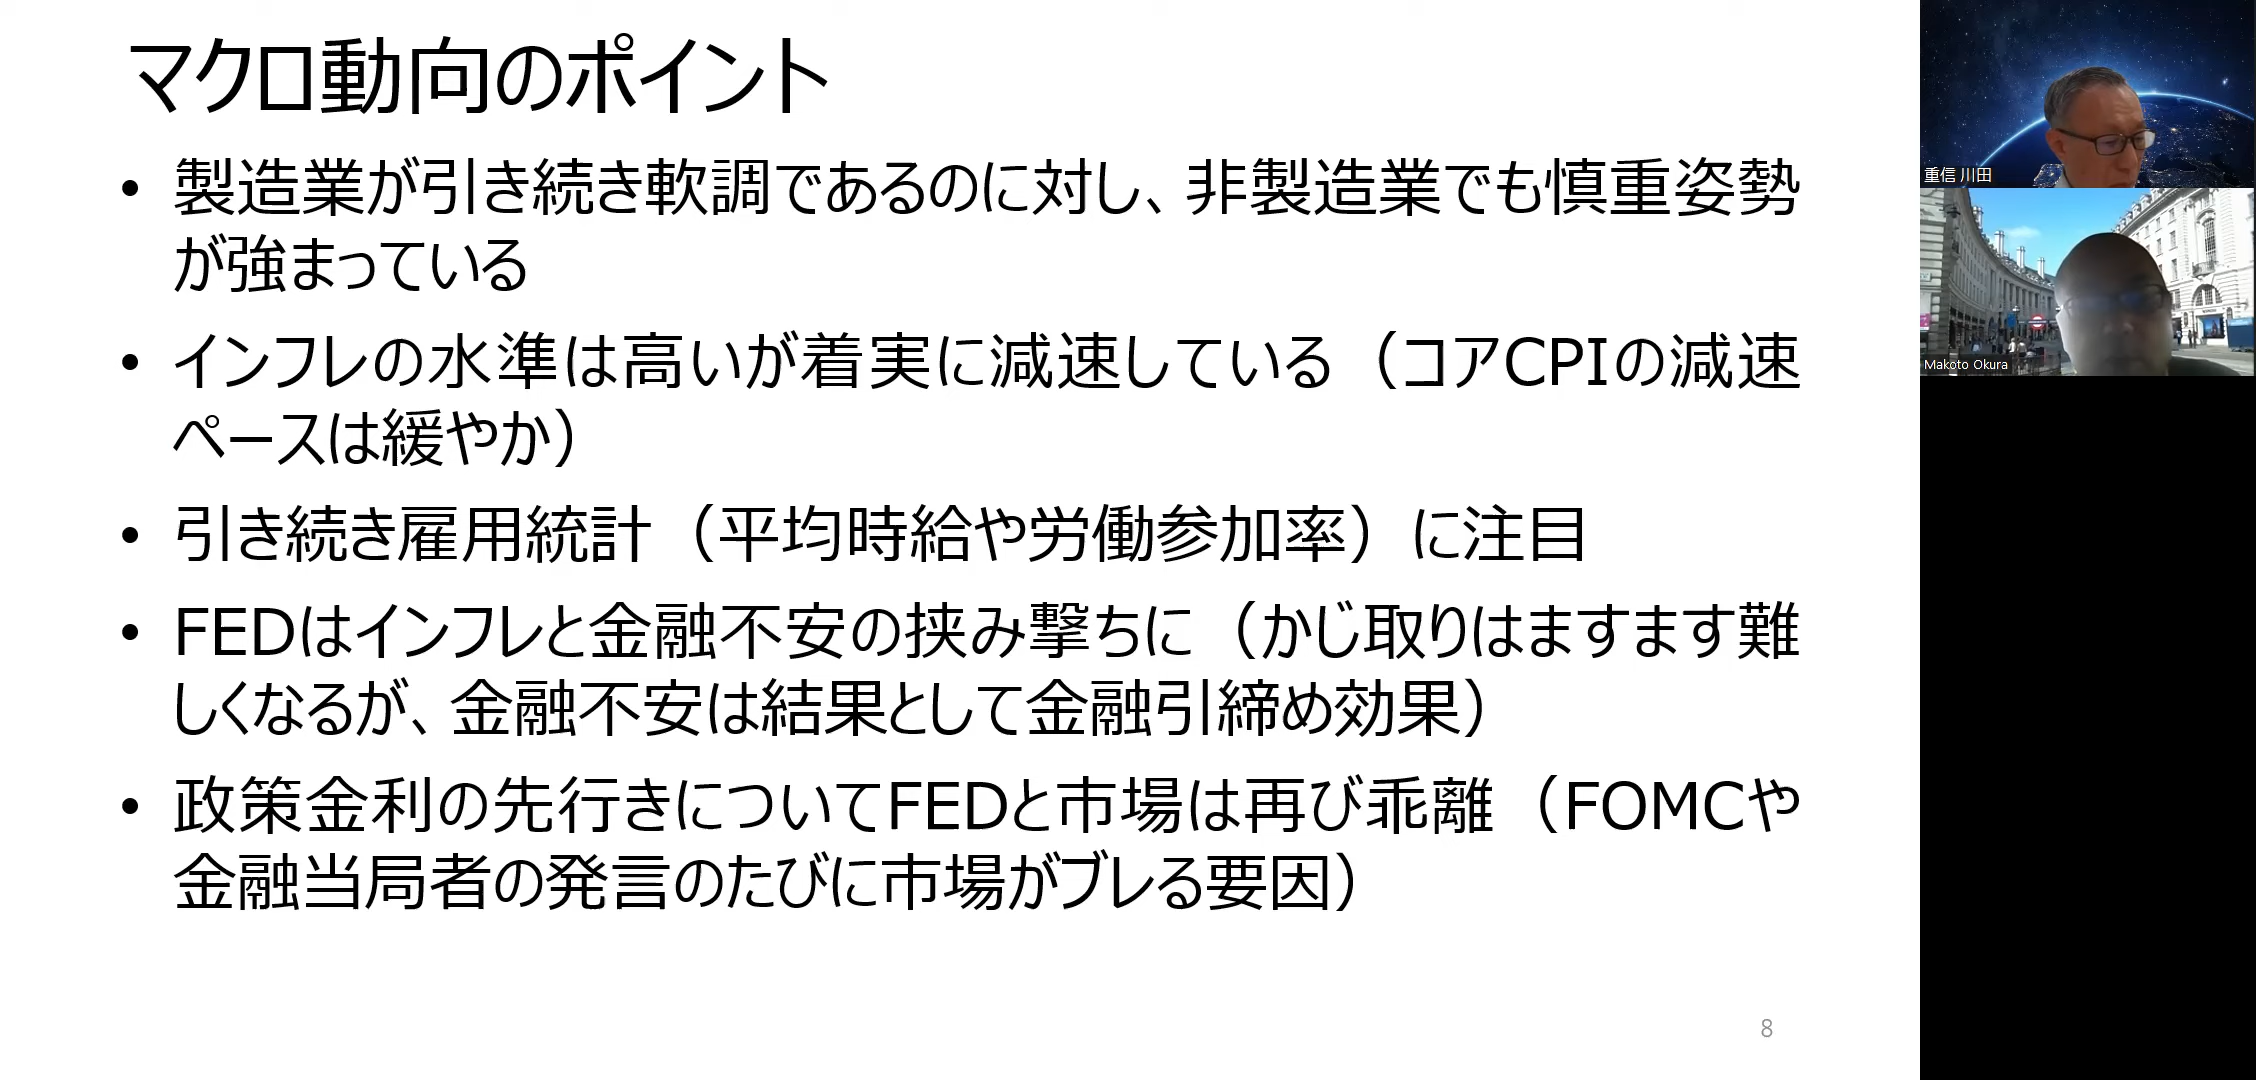 マクロ動向のポイント
• 製造業が引き続き軟調であるのに対し、非製造業でも慎重姿勢
が強まっている
• インフレの水準は高いが着実に減速している（コアCPIの減速
ペースは緩やか）
• 引き続き雇用統計（平均時給や労働参加率）に注目
• FEDはインフレと金融不安の挟み撃ちに（かじ取りはますます難
しくなるが、金融不安は結果として金融引締め効果）
• 政策金利の先行きについてFEDと市場は再び乖離（FOMCや
金融当局者の発言のたびに市場がブレる要因）
8
重信 川田
Makoto Okura